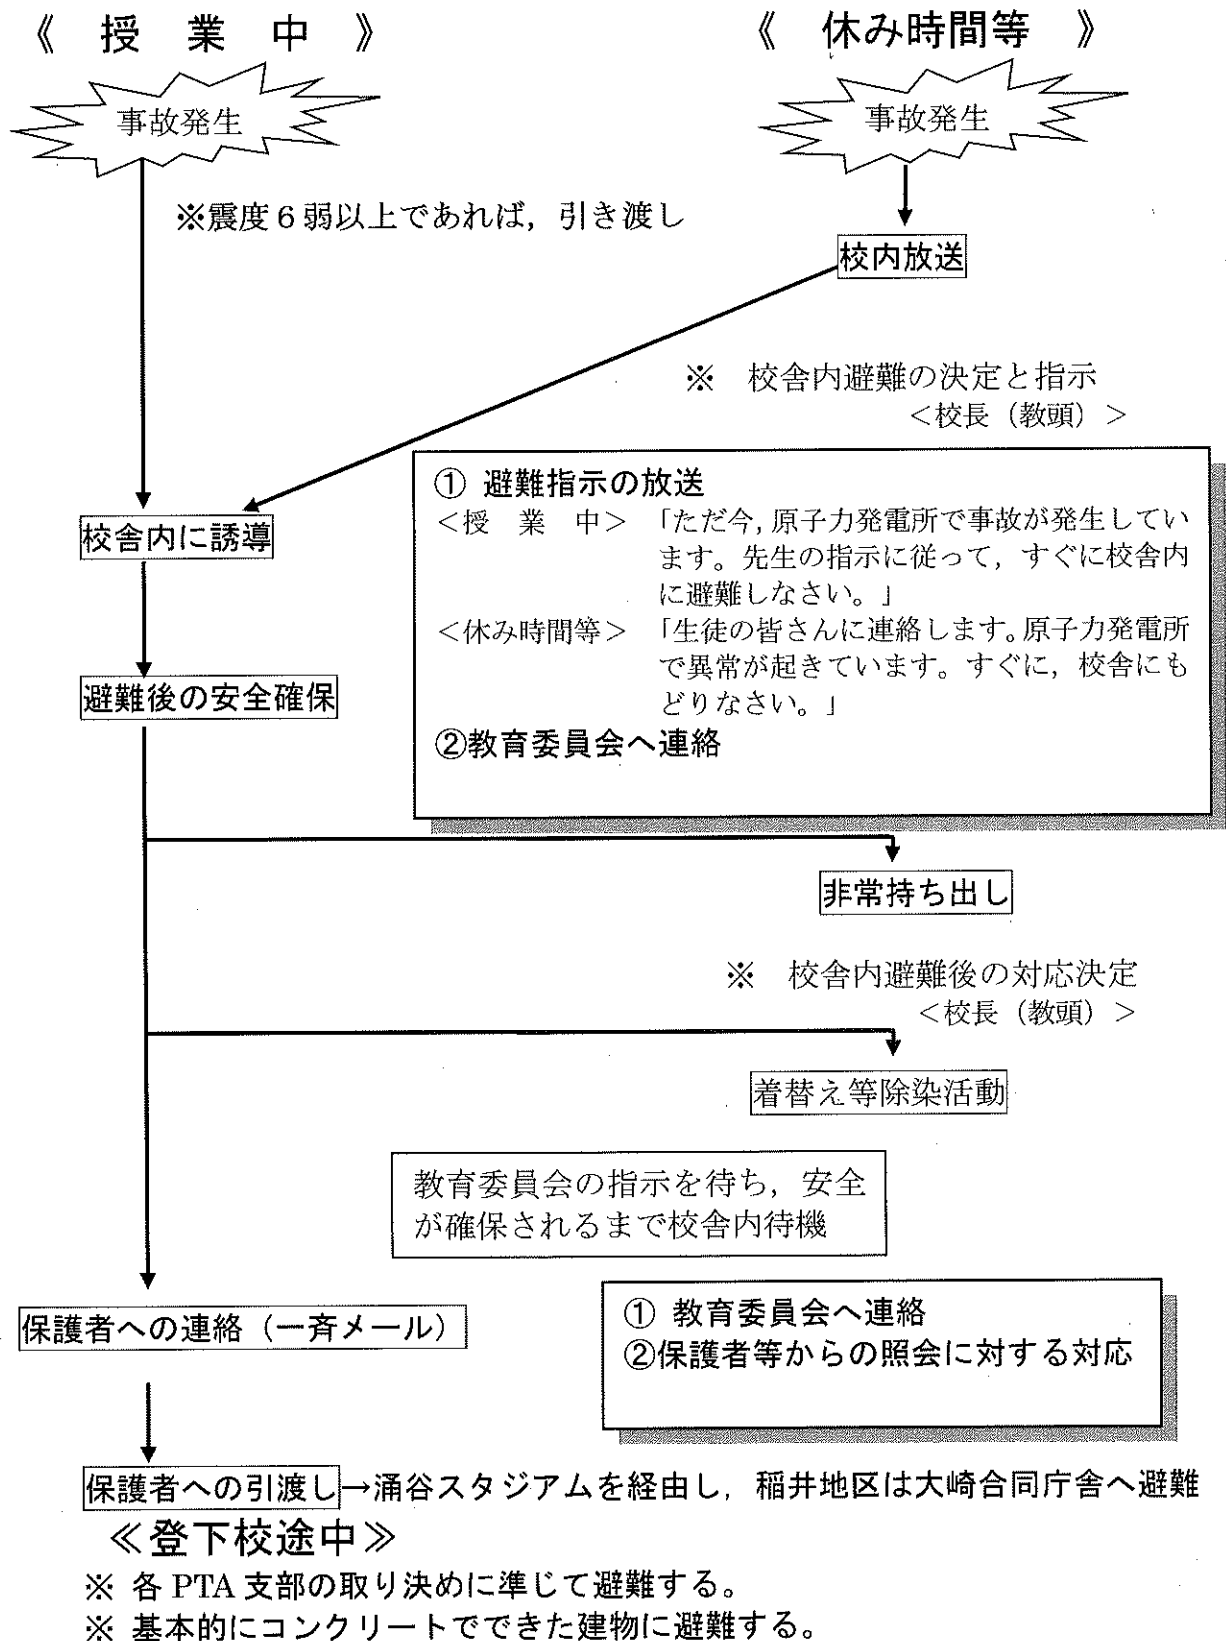 《　授　業　中　》
《　休み時間等　》
事故発生
事故発生
※震度６弱以上であれば，引き渡し
校内放送
※　校舎内避難の決定と指示
＜校長（教頭）＞
① 避難指示の放送
＜授　業　中＞　「ただ今，原子力発電所で事故が発生してい
ます。先生の指示に従って，すぐに校舎内
に避難しなさい。」
＜休み時間等＞　「生徒の皆さんに連絡します。原子力発電所
で異常が起きています。すぐに，校舎にも
どりなさい。」
②教育委員会へ連絡
校舎内に誘導
避難後の安全確保
非常持ち出し
※　校舎内避難後の対応決定
＜校長（教頭）＞
着替え等除染活動
教育委員会の指示を待ち，安全
が確保されるまで校舎内待機
保護者への連絡（一斉メール）
① 教育委員会へ連絡
②保護者等からの照会に対する対応
保護者への引渡し→涌谷スタジアムを経由し，稲井地区は大崎合同庁舎へ避難
≪登下校途中≫
※ 各 PTA 支部の取り決めに準じて避難する。
※ 基本的にコンクリートでできた建物に避難する。